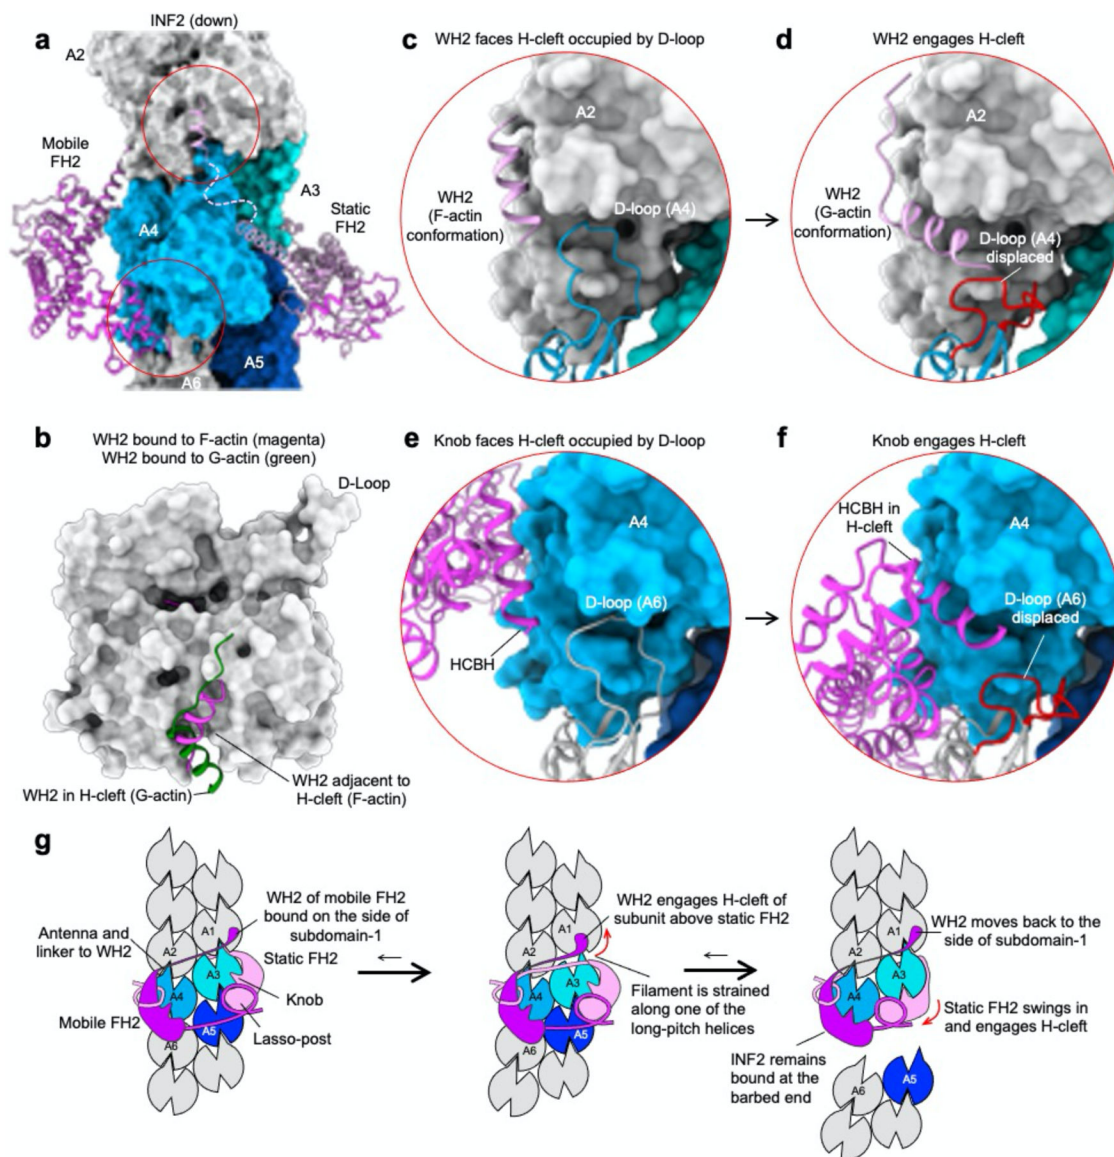 a
INF2 (down)
A2
Mobile
FH2
A4
A3
Static
FH2
A5
A6
c
WH2 faces H-cleft occupied by D-loop
A2
WH2
(F-actin
conformation)
D-loop (A4)
d
WH2 engages H-cleft
A2
WH2
(G-actin
conformation)
D-loop (A4)
displaced
b
WH2 bound to F-actin (magenta)
WH2 bound to G-actin (green)
D-Loop
WH2 in H-cleft (G-actin)
WH2 adjacent to
H-cleft (F-actin)
e
Knob faces H-cleft occupied by D-loop
A4
D-loop (A6)
HCBH
f
Knob engages H-cleft
HCBH in
H-cleft
A4
D-loop (A6)
displaced
g
Antenna and
linker to WH2
WH2 of mobile FH2
bound on the side of
subdomain-1
Static FH2
Knob
Lasso-post
Mobile FH2
A1
A2
A3
A4
A5
A6
WH2 engages H-cleft of
subunit above static FH2
Filament is strained
along one of the
long-pitch helices
A1
A2
A3
A4
A5
A6
WH2 moves back to the
side of subdomain-1
Static FH2 swings in
and engages H-cleft
INF2 remains
bound at the
barbed end
A1
A2
A3
A4
A5
A6